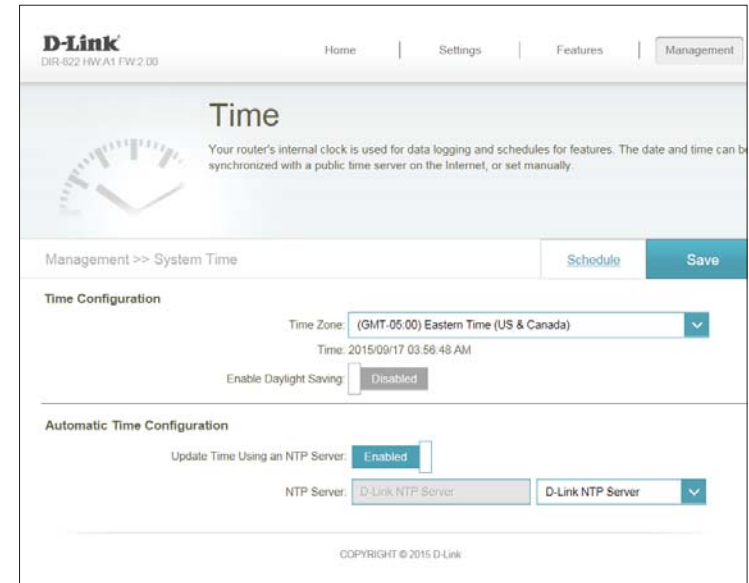 D-Link
DIR-822 HW:A1 FW:2.00
Home | Settings | Features | Management
Time
Your router's internal clock is used for data logging and schedules for features. The date and time can be
synchronized with a public time server on the Internet, or set manually.
Management >> System Time
Schedule
Save
Time Configuration
Time Zone: (GMT-05:00) Eastern Time (US & Canada)
Time: 2015/09/17 03:56:48 AM
Enable Daylight Saving: Disabled
Automatic Time Configuration
Update Time Using an NTP Server: Enabled
NTP Server: D-Link NTP Server D-Link NTP Server
COPYRIGHT © 2015 D-Link